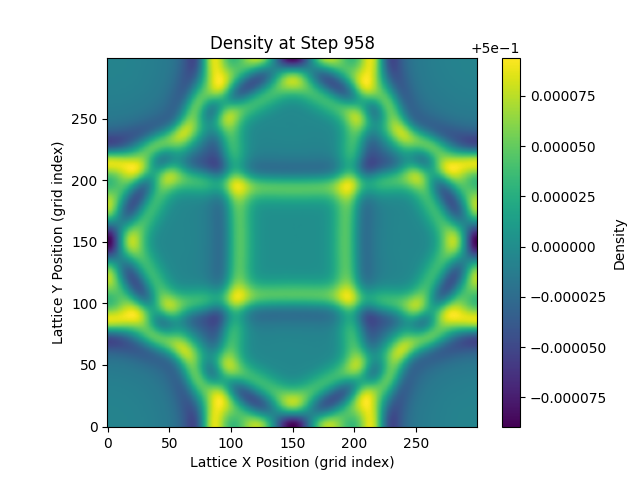 Density at Step 958
+5e−1
250
200
150
100
50
0
0 50 100 150 200 250
Lattice X Position (grid index)
Lattice Y Position (grid index)
0.000075
0.000050
0.000025
0.000000
−0.000025
−0.000050
−0.000075
Density